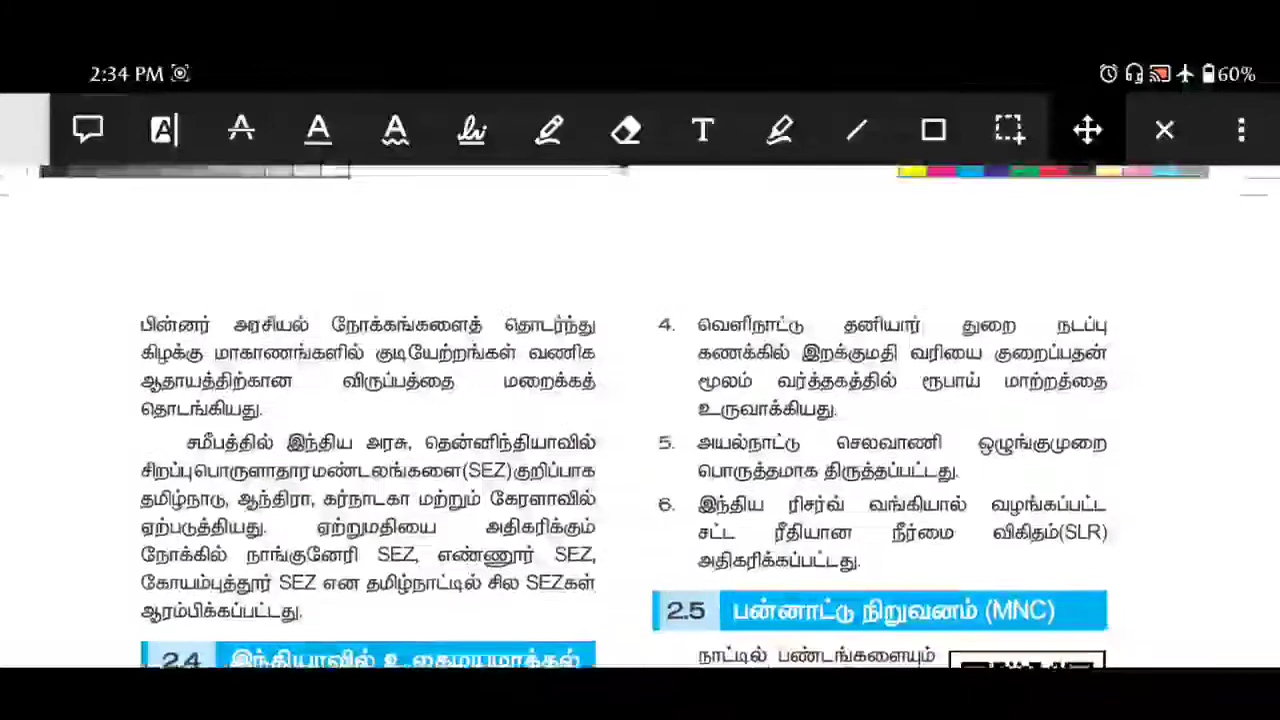 2:34 PM
60%
பின்னர் அரசியல் நோக்கங்களைத் தொடர்ந்து
கிழக்கு மாகாணங்களில் குடியேற்றங்கள் வணிக
ஆதாயத்திற்கான விருப்பத்தை மறைக்கத்
தொடங்கியது.
சமீபத்தில் இந்திய அரசு, தென்னிந்தியாவில்
சிறப்பு பொருளாதார மண்டலங்களை (SEZ) குறிப்பாக
தமிழ்நாடு, ஆந்திரா, கர்நாடகா மற்றும் கேரளாவில்
ஏற்படுத்தியது. ஏற்றுமதியை அதிகரிக்கும்
நோக்கில் நாங்குனேரி SEZ, எண்ணூர் SEZ,
கோயம்புத்தூர் SEZ என தமிழ்நாட்டில் சில SEZகள்
ஆரம்பிக்கப்பட்டது.
2.4 இந்தியாவில் உலகமயமாக்கல்
4. வெளிநாட்டு தனியார் துறை நடப்பு
கணக்கில் இறக்குமதி வரியை குறைப்பதன்
மூலம் வர்த்தகத்தில் ரூபாய் மாற்றத்தை
உருவாக்கியது.
5. அயல்நாட்டு செலவாணி ஒழுங்குமுறை
பொருத்தமாக திருத்தப்பட்டது.
6. இந்திய ரிசர்வ் வங்கியால் வழங்கப்பட்ட
சட்ட ரீதியான நீர்மை விகிதம்(SLR)
அதிகரிக்கப்பட்டது.
2.5 பன்னாட்டு நிறுவனம் (MNC)
நாட்டில் பண்டங்களையும்